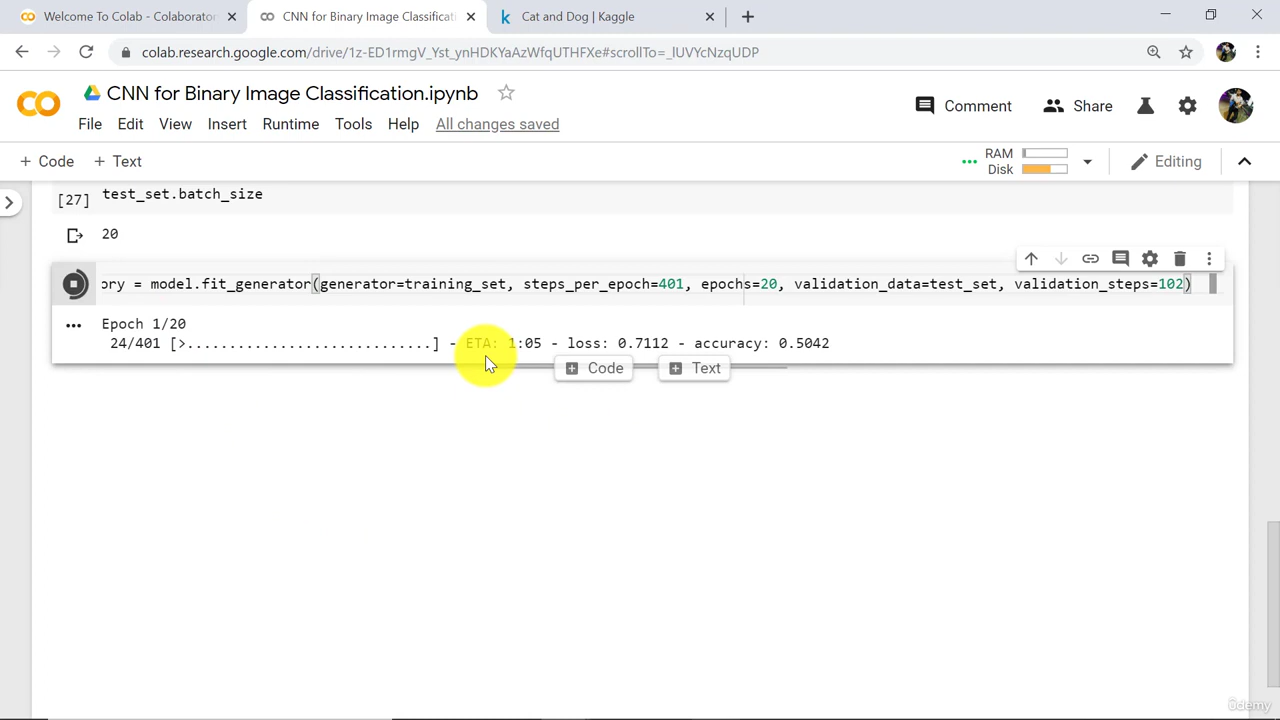 Welcome To Colab - Colaborator
CNN for Binary Image Classificati
Cat and Dog | Kaggle
colab.research.google.com/drive/1z-ED1rmgV_Yst_ynHDKYaAzWfqUTHFXe#scrollTo=_lUVYcNzqUDP
CNN for Binary Image Classification.ipynb
Comment
Share
File Edit View Insert Runtime Tools Help All changes saved
+ Code + Text
RAM
Disk
Editing
[27] test_set.batch_size
20
ory = model.fit_generator(generator=training_set, steps_per_epoch=401, epochs=20, validation_data=test_set, validation_steps=102)
Epoch 1/20
24/401 [>.............................] - ETA: 1:05 - loss: 0.7112 - accuracy: 0.5042
+ Code + Text
ûdemy